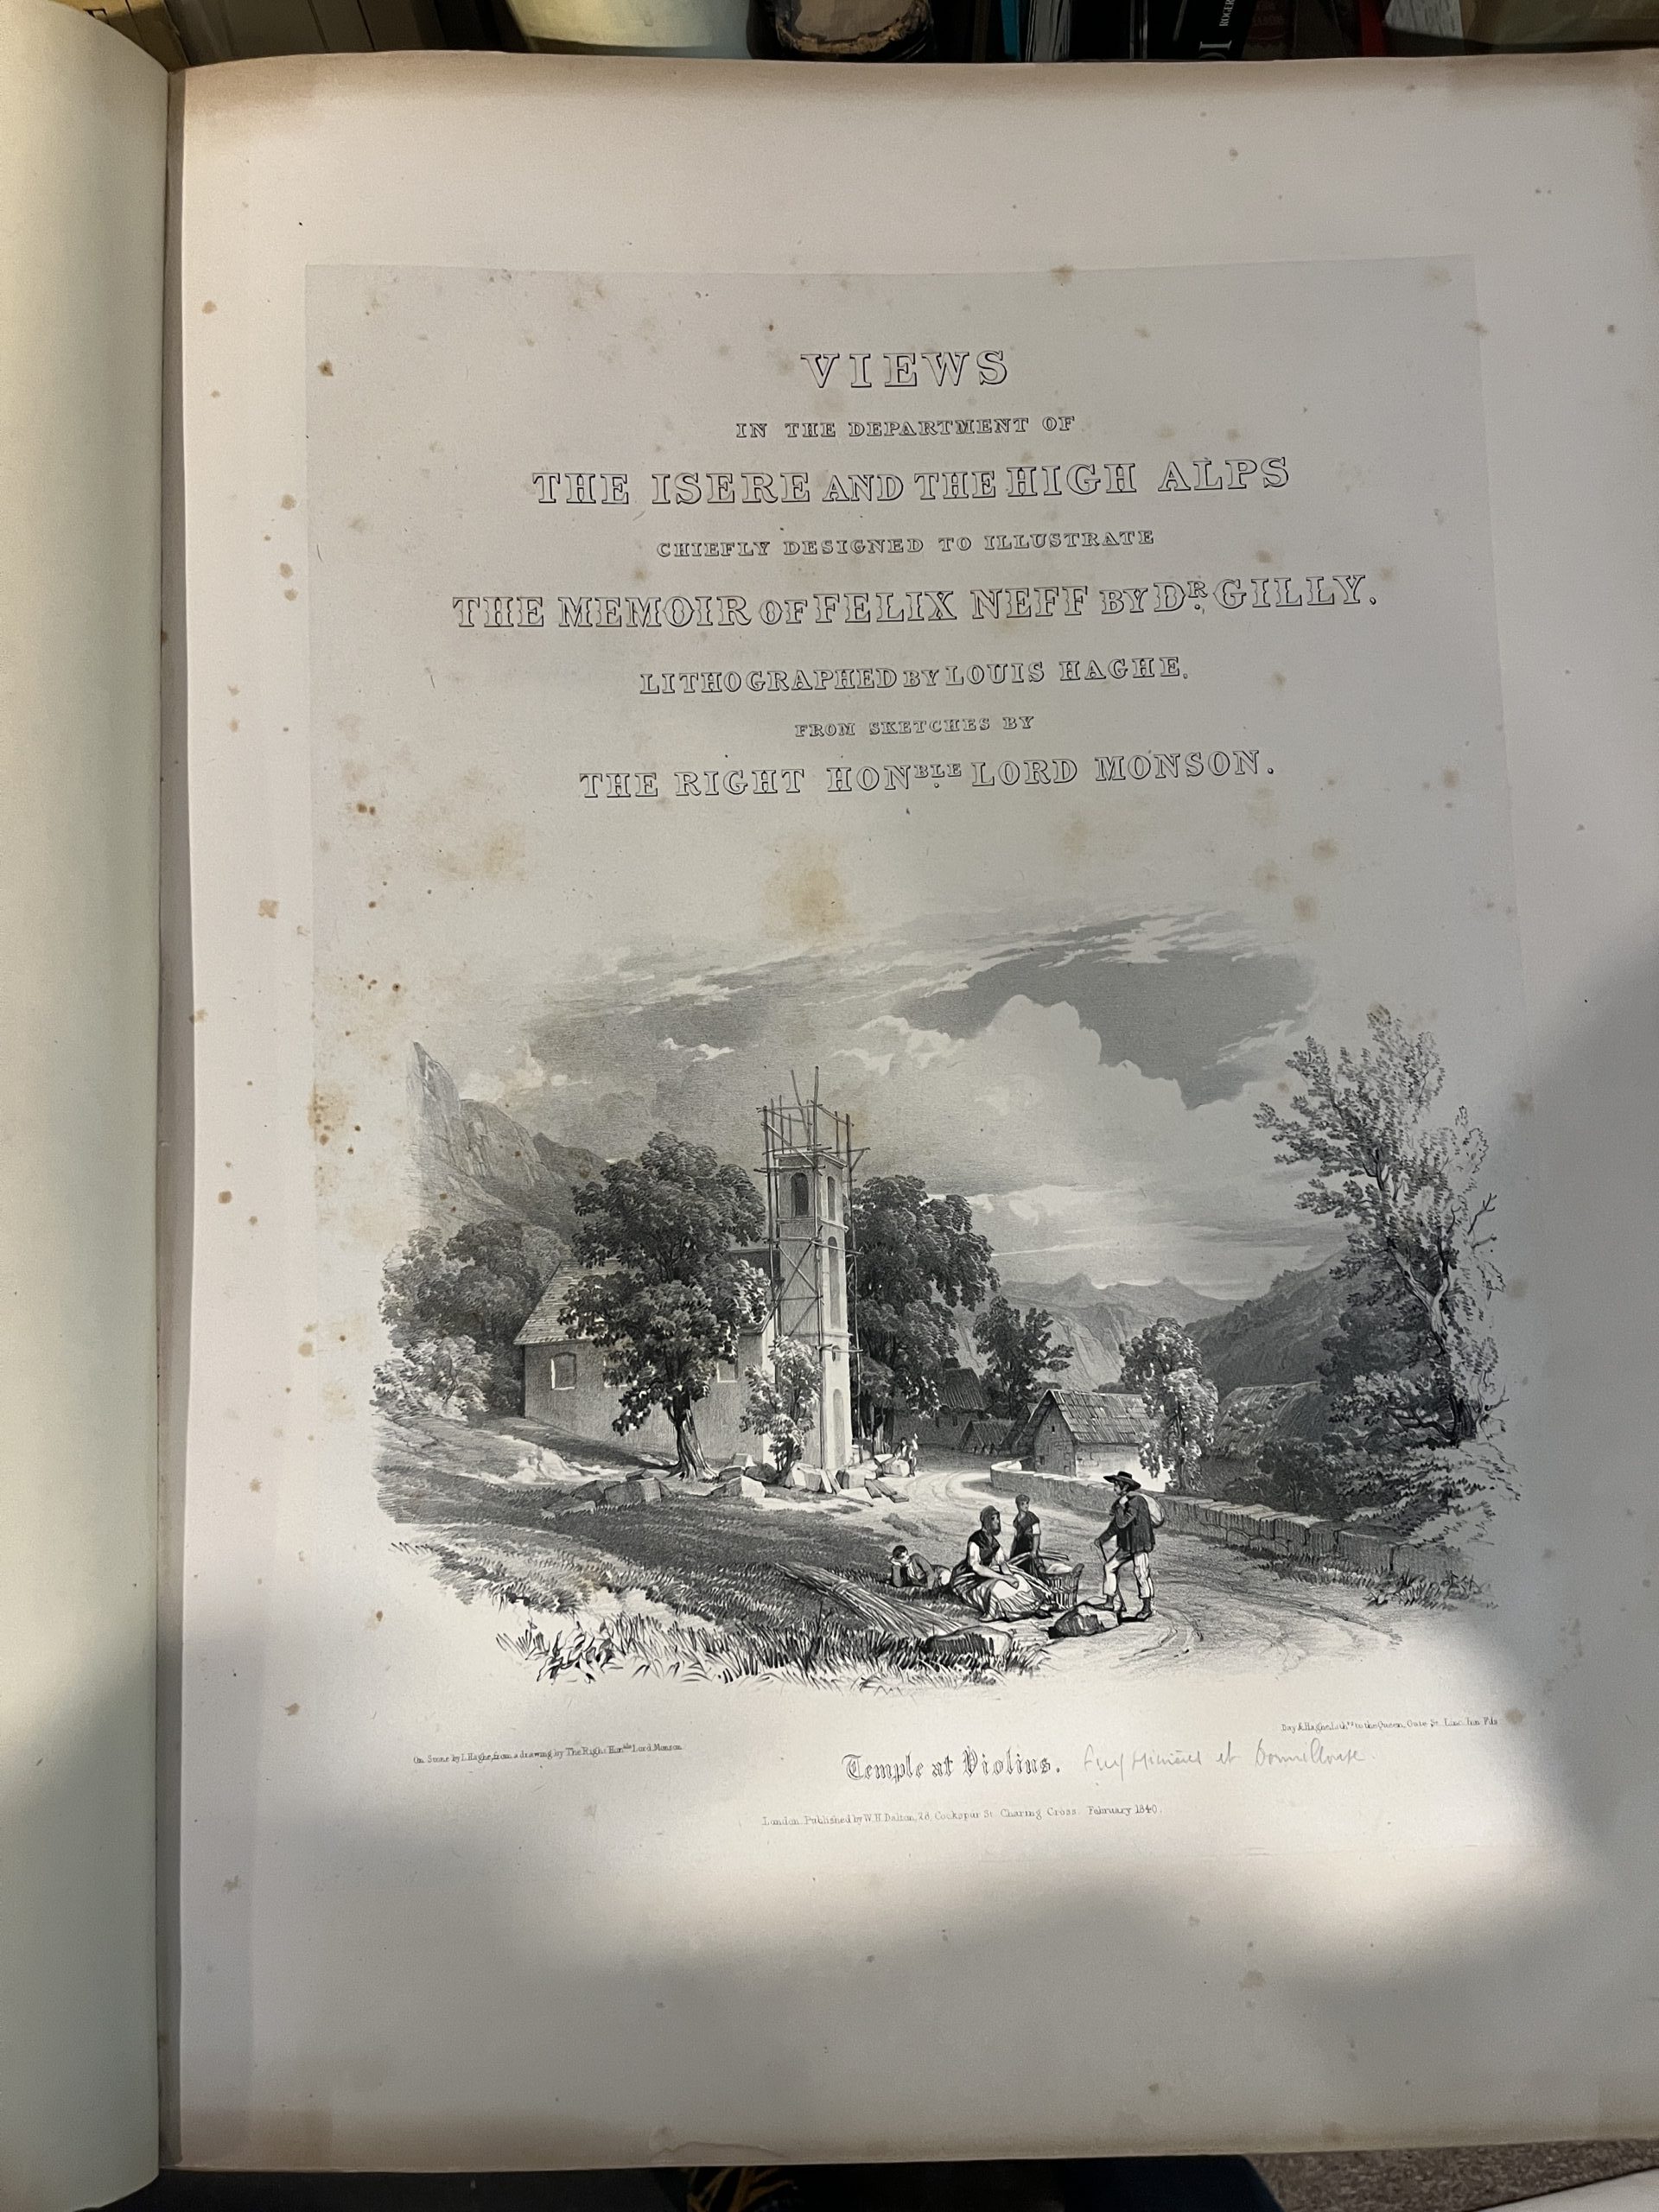 VIEWS
IN THE DEPARTMENT OF
THE ISERE AND THE HIGH ALPS
CHIEFLY DESIGNED TO ILLUSTRATE
THE MEMOIR OF FELIX NEFF BY DR. GILLY.
LITHOGRAPHED BY LOUIS HAGHE.
FROM SKETCHES BY
THE RIGHT HONBLE. LORD MONSON.
On Stone by L. Haghe, from a drawing by The Right Honble Lord Monson
Day & Haghe Lithrs to the Queen, Gate St. Linc. Inn Flds
Temple at Violins. et
London. Published by W. H. Dalton, 28, Cockspur St. Charing Cross. February 1840.